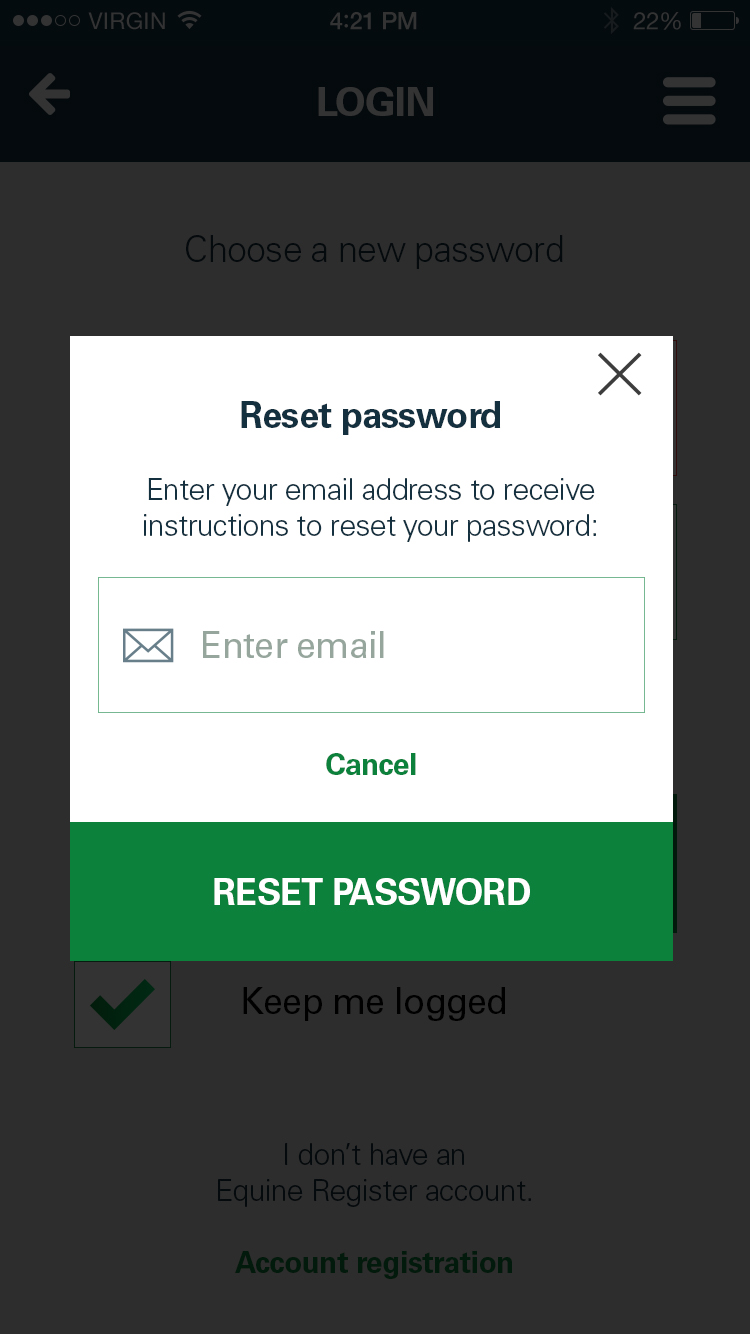 VIRGIN 4:21 PM 22%
LOGIN
Choose a new password
Reset password
Enter your email address to receive
instructions to reset your password:
Enter email
Cancel
RESET PASSWORD
Keep me logged
I don’t have an
Equine Register account.
Account registration